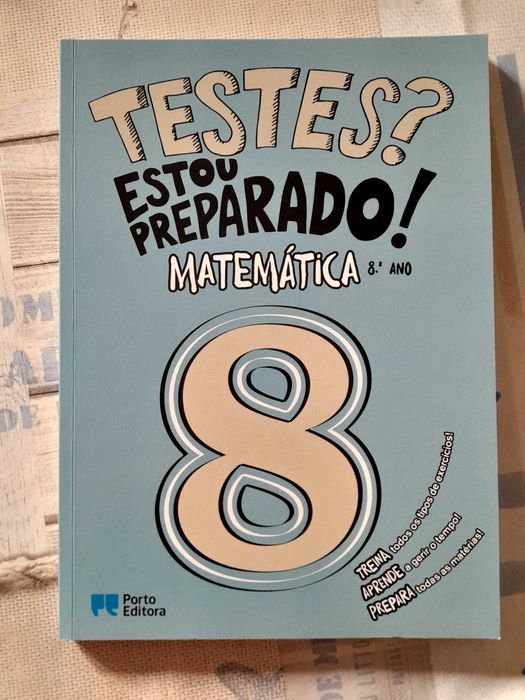 TESTES?
ESTOU
PREPARADO!
MATEMÁTICA 8.º ANO
8
TREINA todos os tipos de exercícios!
APRENDE a gerir o tempo!
PREPARA todas as matérias!
Porto
Editora